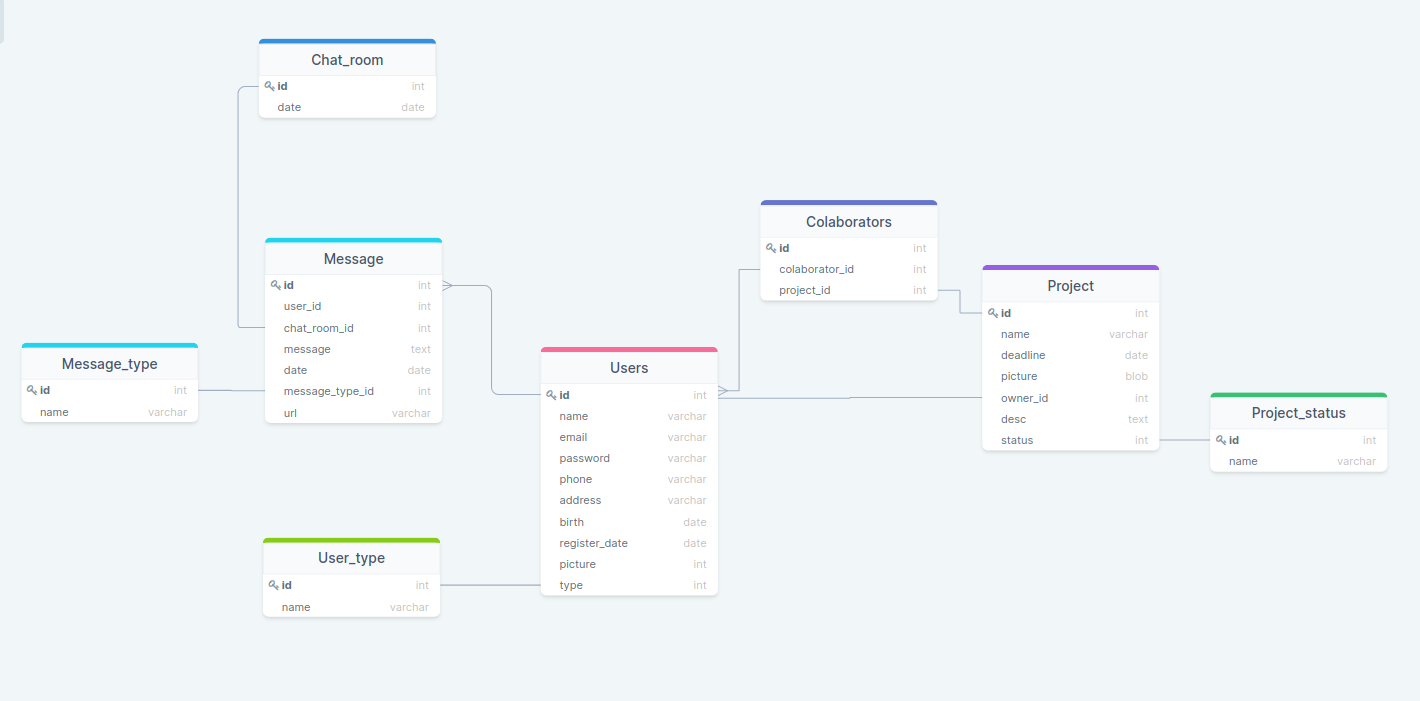 Chat_room
id int
date date
Message
id int
user_id int
chat_room_id int
message text
date date
message_type_id int
url varchar
Message_type
id int
name varchar
User_type
id int
name varchar
Users
id int
name varchar
email varchar
password varchar
phone varchar
address varchar
birth date
register_date date
picture int
type int
Colaborators
id int
colaborator_id int
project_id int
Project
id int
name varchar
deadline date
picture blob
owner_id int
desc text
status int
Project_status
id int
name varchar